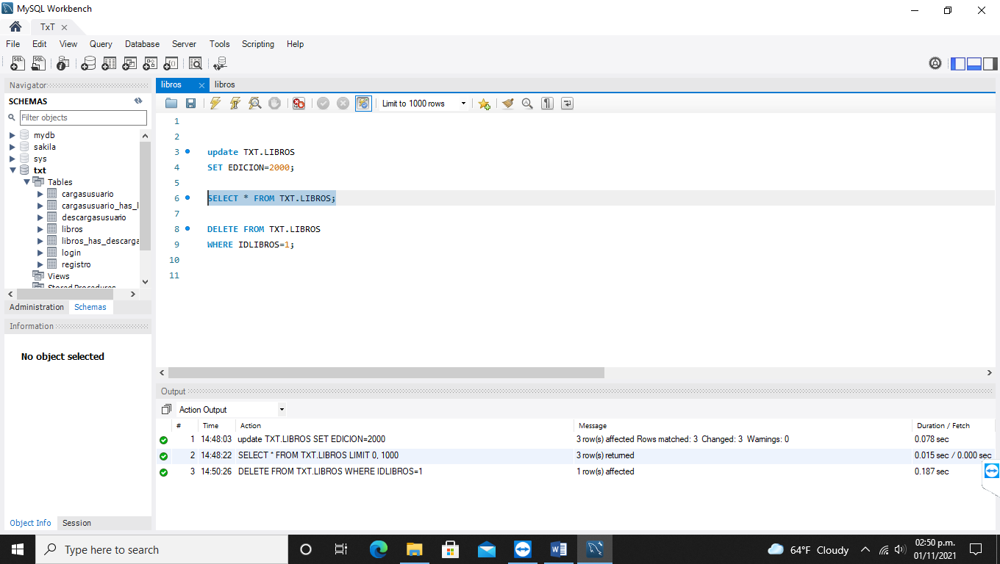 MySQL Workbench
TxT
File Edit View Query Database Server Tools Scripting Help
Navigator
SCHEMAS
Filter objects
mydb
sakila
sys
txt
Tables
cargasusuario
cargasusuario_has_l
descargasusuario
libros
libros_has_descarga
login
registro
Views
Stored Procedures
Administration Schemas
Information
No object selected
Object Info Session
libros libros
Limit to 1000 rows
1
2
3 update TXT.LIBROS
4 SET EDICION=2000;
5
6 SELECT * FROM TXT.LIBROS;
7
8 DELETE FROM TXT.LIBROS
9 WHERE IDLIBROS=1;
10
11
Output
Action Output
# Time Action Message Duration / Fetch
1 14:48:03 update TXT.LIBROS SET EDICION=2000 3 row(s) affected Rows matched: 3 Changed: 3 Warnings: 0 0.078 sec
2 14:48:22 SELECT * FROM TXT.LIBROS LIMIT 0, 1000 3 row(s) returned 0.015 sec / 0.000 sec
3 14:50:26 DELETE FROM TXT.LIBROS WHERE IDLIBROS=1 1 row(s) affected 0.187 sec
Type here to search
64°F Cloudy
02:50 p.m.
01/11/2021